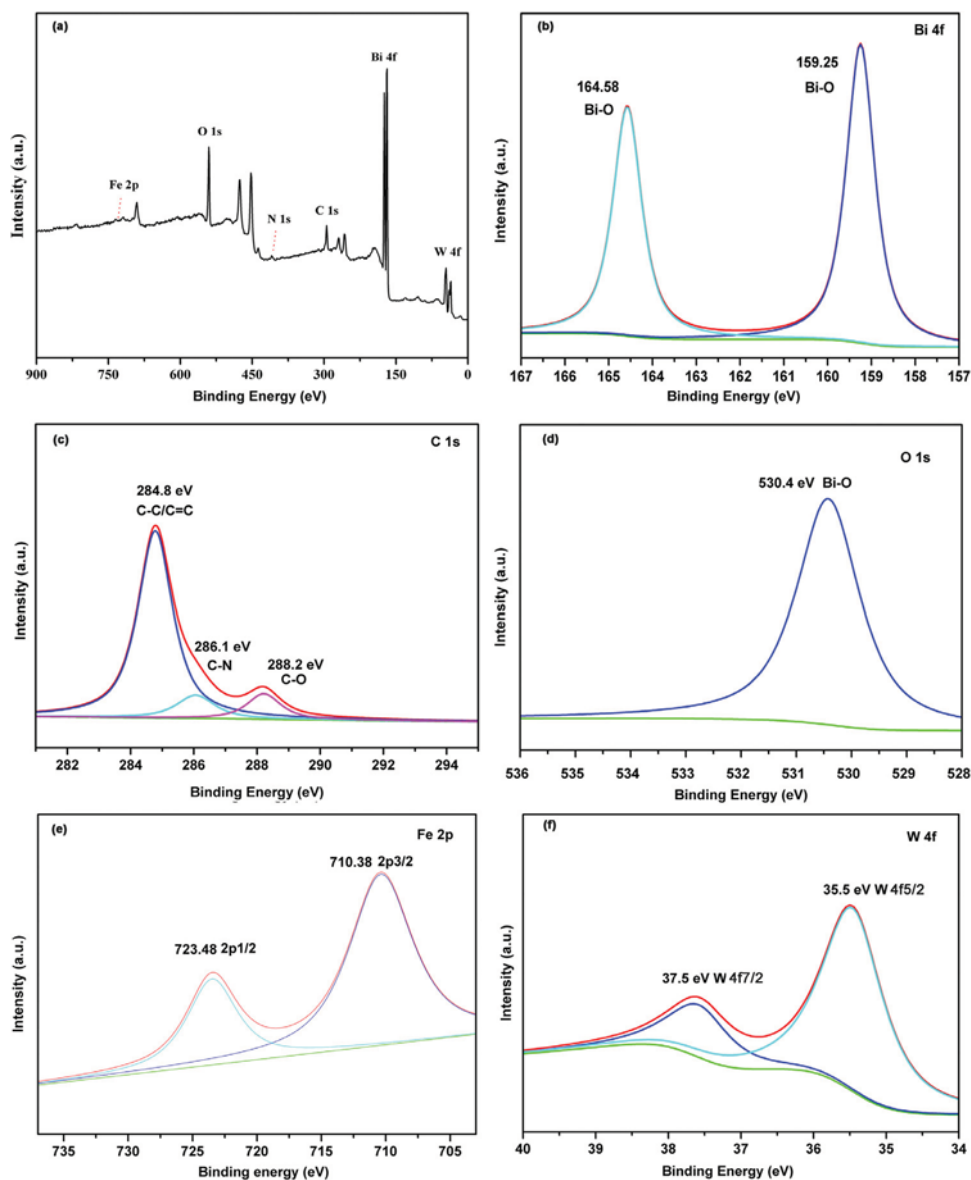 (a)
Bi 4f
O 1s
Fe 2p
N 1s
C 1s
W 4f
Intensity (a.u.)
900 750 600 450 300 150 0
Binding Energy (eV)
(b)
Bi 4f
159.25
Bi-O
164.58
Bi-O
Intensity (a.u.)
167 166 165 164 163 162 161 160 159 158 157
Binding Energy (eV)
(c)
C 1s
284.8 eV
C-C/C=C
286.1 eV
C-N
288.2 eV
C-O
Intensity (a.u.)
282 284 286 288 290 292 294
Binding Energy (eV)
(d)
O 1s
530.4 eV Bi-O
Intensity (a.u.)
536 535 534 533 532 531 530 529 528
Binding Energy (eV)
(e)
Fe 2p
710.38 2p3/2
723.48 2p1/2
Intensity (a.u.)
735 730 725 720 715 710 705
Binding energy (eV)
(f)
W 4f
35.5 eV W 4f5/2
37.5 eV W 4f7/2
Intensity (a.u.)
40 39 38 37 36 35 34
Binding Energy (eV)